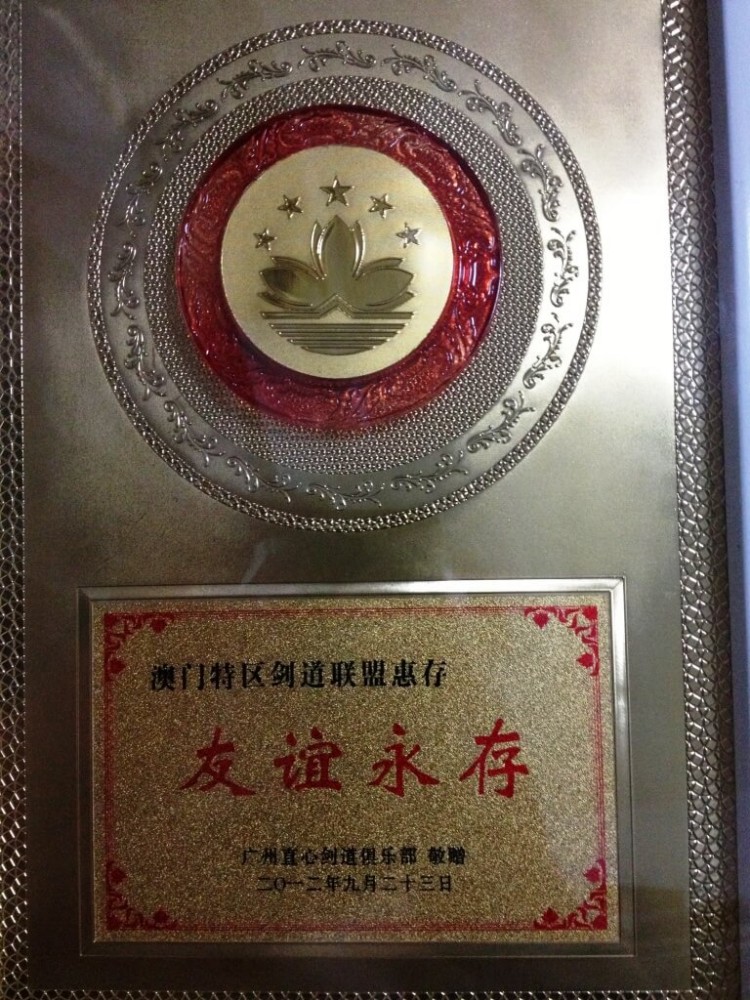 澳门特区剑道联盟惠存
友谊永存
广州直心剑道俱乐部 敬赠
二〇一二年九月二十三日